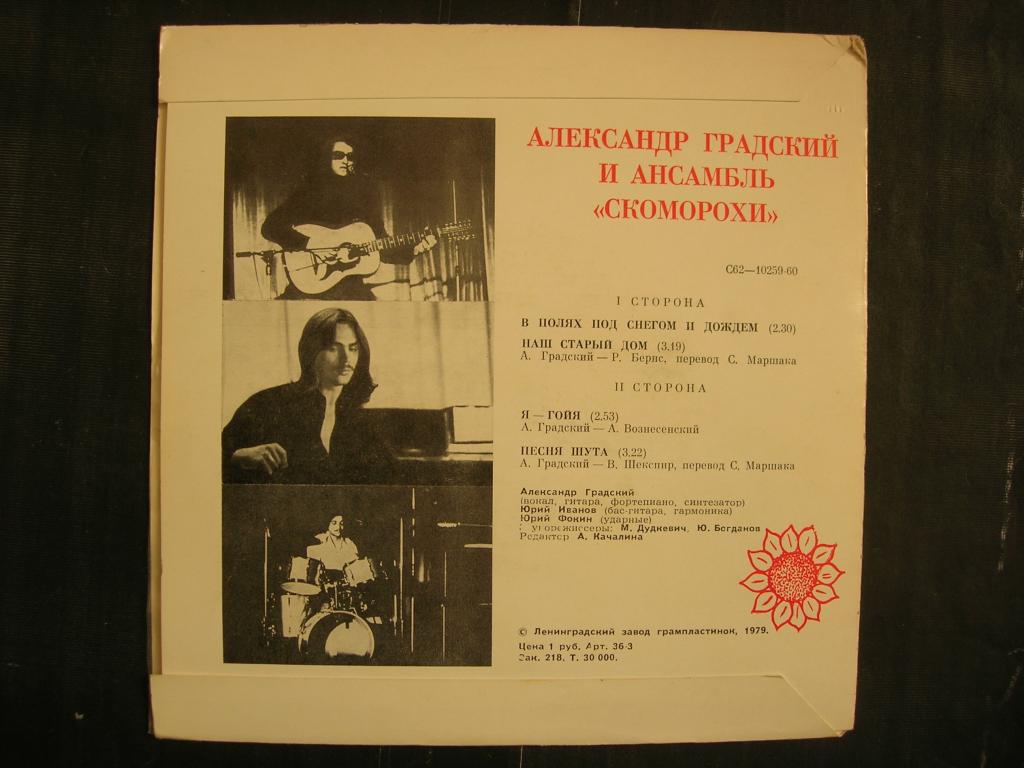 АЛЕКСАНДР ГРАДСКИЙ
И АНСАМБЛЬ
«СКОМОРОХИ»
С62—10259-60
I СТОРОНА
В ПОЛЯХ ПОД СНЕГОМ И ДОЖДЕМ (2.30)
НАШ СТАРЫЙ ДОМ (3.19)
А. Градский — Р. Бернс, перевод С. Маршака
II СТОРОНА
Я — ГОЙЯ (2.53)
А. Градский — А. Вознесенский
ПЕСНЯ ШУТА (3.22)
А. Градский — В. Шекспир, перевод С. Маршака
Александр Градский
(вокал, гитара, фортепиано, синтезатор)
Юрий Иванов (бас-гитара, гармоника)
Юрий Фокин (ударные)
М. Дудкевич, Ю. Богданов
Редактор А. Качалина
© Ленинградский завод грампластинок, 1979.
Цена 1 руб. Арт. 36-3
Зак. 218. Т. 30 000.